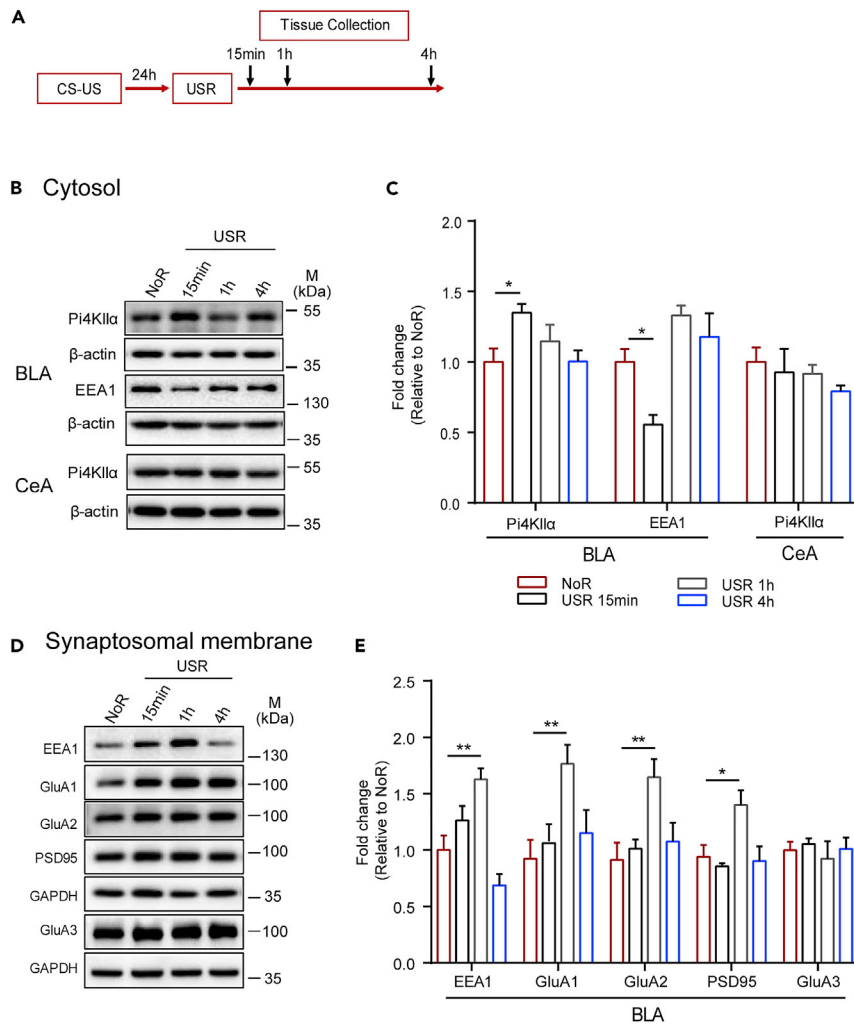 A
Tissue Collection
15min 1h 4h
CS-US 24h USR
B Cytosol
USR
NoR 15min 1h 4h M (kDa)
BLA
Pi4KIIα 55
β-actin 35
EEA1 130
β-actin 35
CeA
Pi4KIIα 55
β-actin 35
C
Fold change
(Relative to NoR)
2.0
1.5
1.0
0.5
0.0
* *
Pi4KIIα EEA1 Pi4KIIα
BLA CeA
NoR USR 1h
USR 15min USR 4h
D Synaptosomal membrane
USR
NoR 15min 1h 4h M (kDa)
EEA1 130
GluA1 100
GluA2 100
PSD95 100
GAPDH 35
GluA3 100
GAPDH 35
E
Fold change
(Relative to NoR)
2.5
2.0
1.5
1.0
0.5
0.0
** ** ** *
EEA1 GluA1 GluA2 PSD95 GluA3
BLA